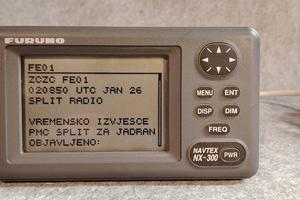 FURUNO
FE01
ZCZC FE01
020850 UTC JAN 26
SPLIT RADIO
VREMENSKO IZVJESCE
PMC SPLIT ZA JADRAN
OBJAVLJENO:
MENU
ENT
DISP
DIM
FREQ
NAVTEX
NX-300
PWR